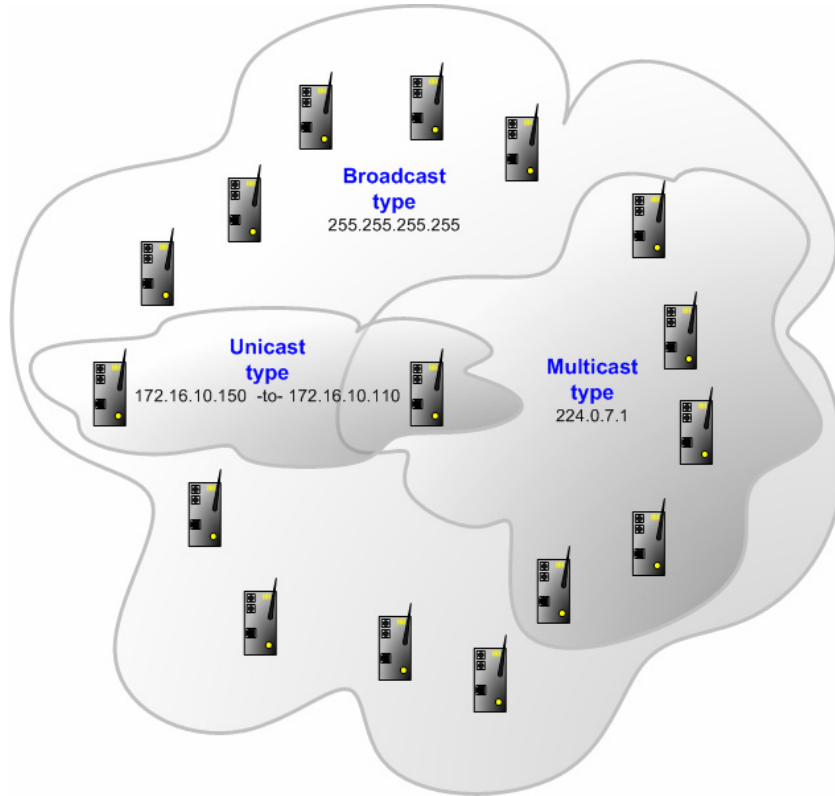 Broadcast
type
255.255.255.255
Unicast
type
172.16.10.150 -to- 172.16.10.110
Multicast
type
224.0.7.1